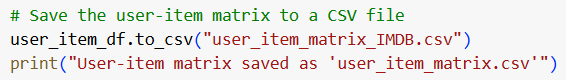 # Save the user-item matrix to a CSV file
user_item_df.to_csv("user_item_matrix_IMDB.csv")
print("User-item matrix saved as 'user_item_matrix.csv'")